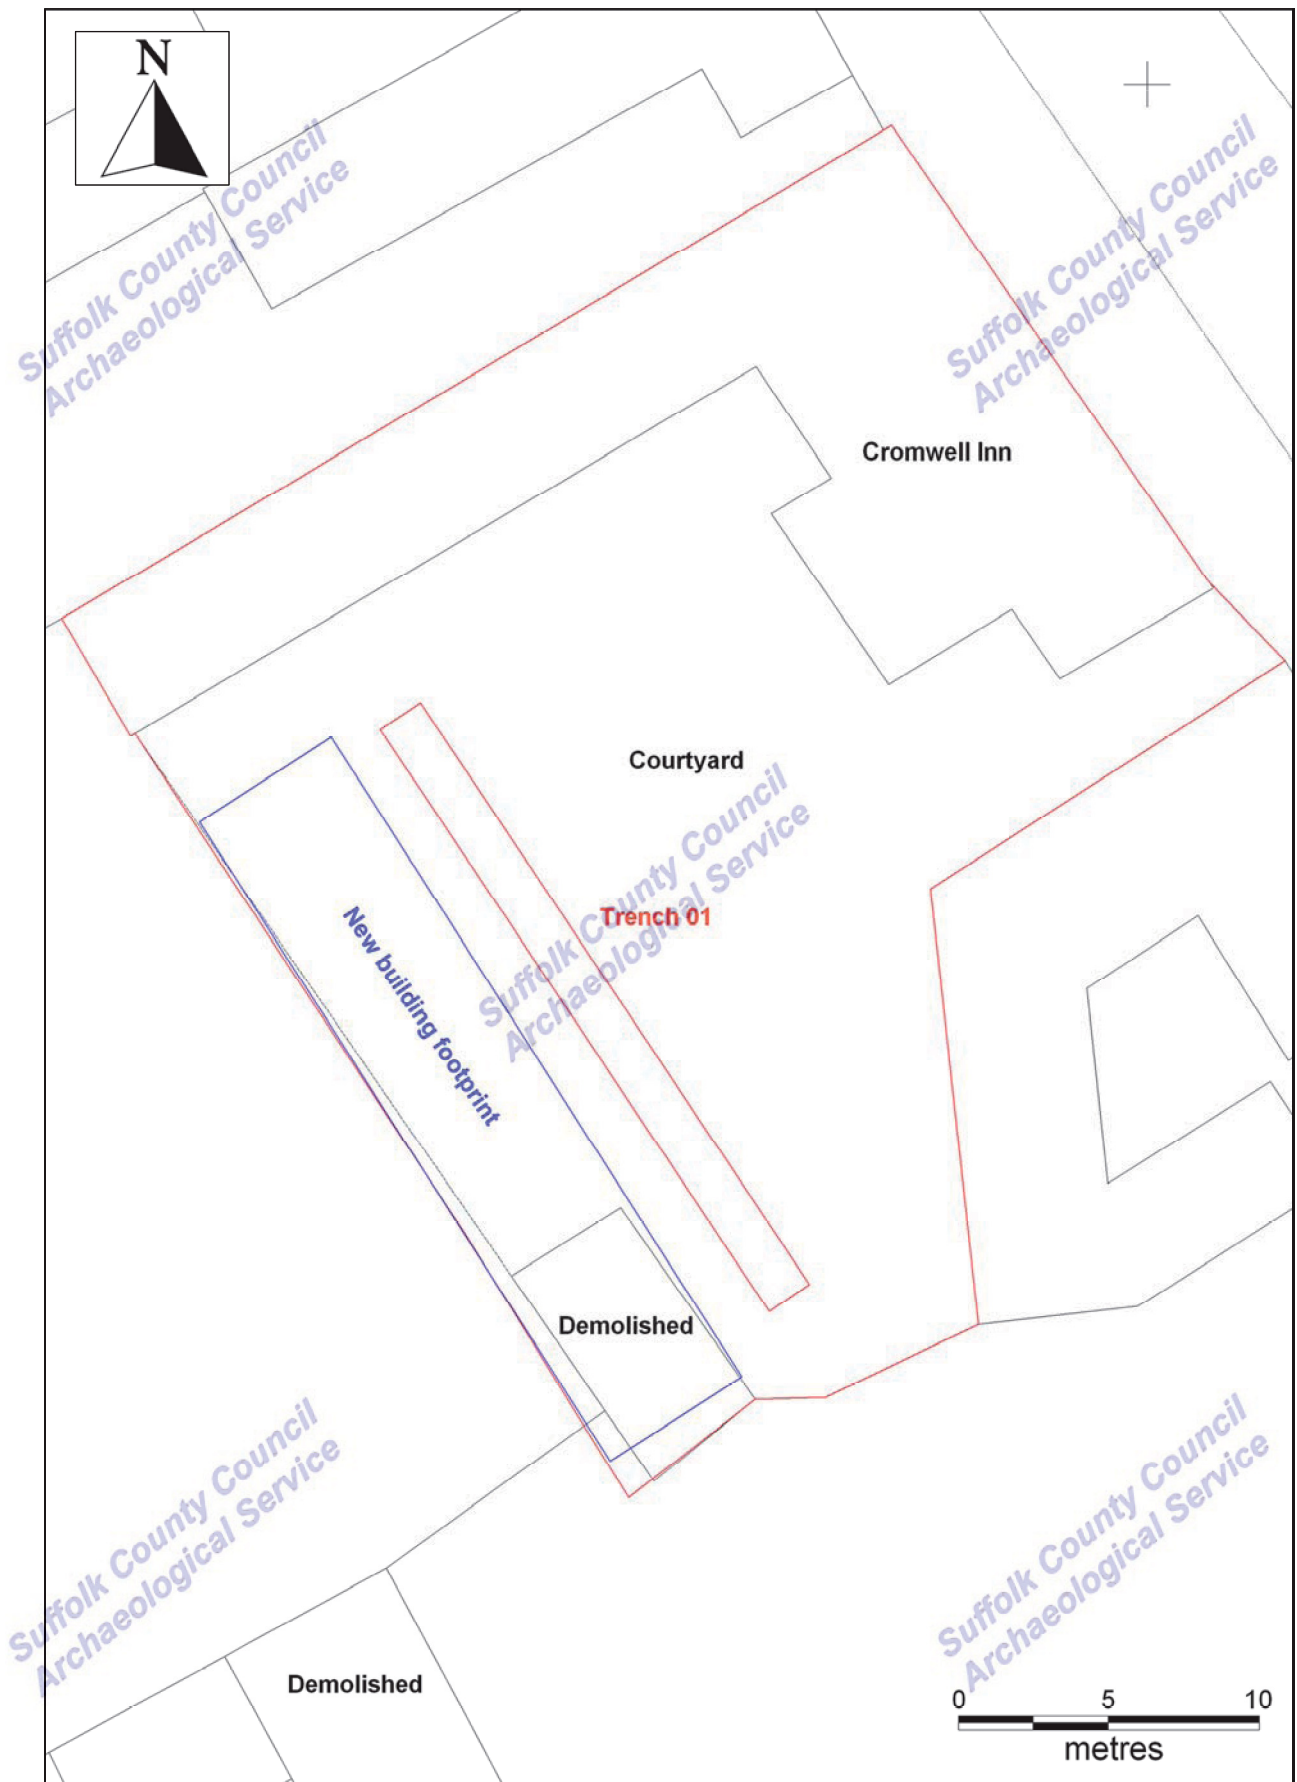 N
Suffolk County Council
Archaeological Service
Suffolk County Council
Archaeological Service
Cromwell Inn
Courtyard
Suffolk County Council
Archaeological Service
Trench 01
New building footprint
Demolished
Suffolk County Council
Archaeological Service
Suffolk County Council
Archaeological Service
Demolished
0 5 10
metres